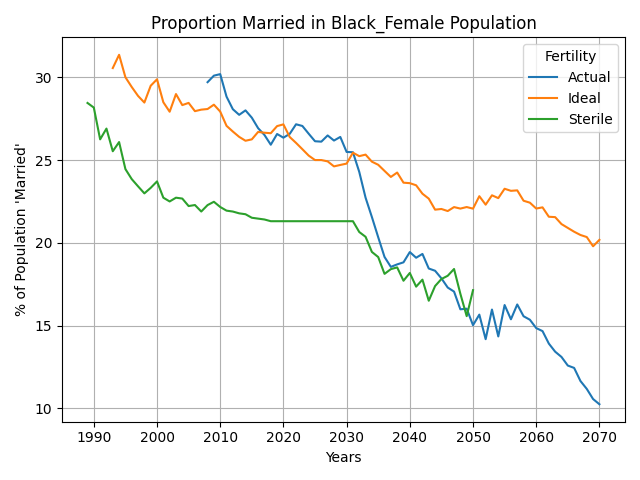 Proportion Married in Black_Female Population
Fertility
Actual
Ideal
Sterile
% of Population 'Married'
30
25
20
15
10
1990 2000 2010 2020 2030 2040 2050 2060 2070
Years